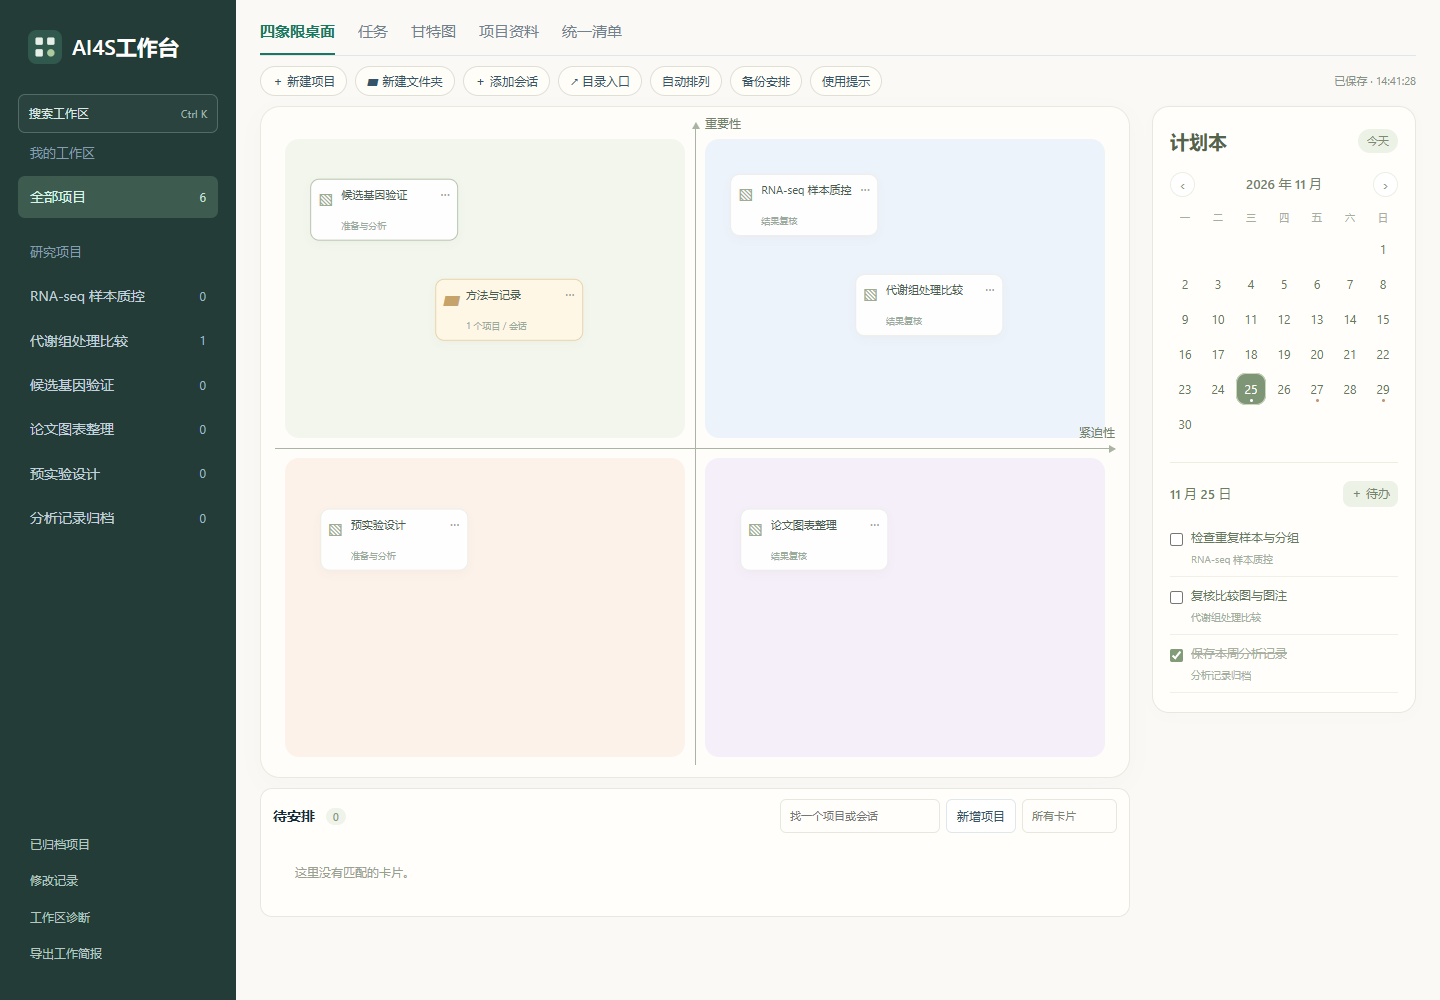 AI4S工作台
搜索工作区 Ctrl K
我的工作区
全部项目 6
研究项目
RNA-seq 样本质控 0
代谢组处理比较 1
候选基因验证 0
论文图表整理 0
预实验设计 0
分析记录归档 0
已归档项目
修改记录
工作区诊断
导出工作简报
四象限桌面 任务 甘特图 项目资料 统一清单
+ 新建项目 新建文件夹 + 添加会话 ↗ 目录入口 自动排列 备份安排 使用提示 已保存 · 14:41:28
重要性
候选基因验证 ···
准备与分析
方法与记录 ···
1 个项目 / 会话
RNA-seq 样本质控 ···
结果复核
代谢组处理比较 ···
结果复核
紧迫性
预实验设计 ···
准备与分析
论文图表整理 ···
结果复核
待安排 0 找一个项目或会话 新增项目 所有卡片
这里没有匹配的卡片。
计划本 今天
‹ 2026 年 11 月 ›
一 二 三 四 五 六 日
1
2 3 4 5 6 7 8
9 10 11 12 13 14 15
16 17 18 19 20 21 22
23 24 25 26 27 28 29
30
11 月 25 日 + 待办
检查重复样本与分组
RNA-seq 样本质控
复核比较图与图注
代谢组处理比较
保存本周分析记录
分析记录归档